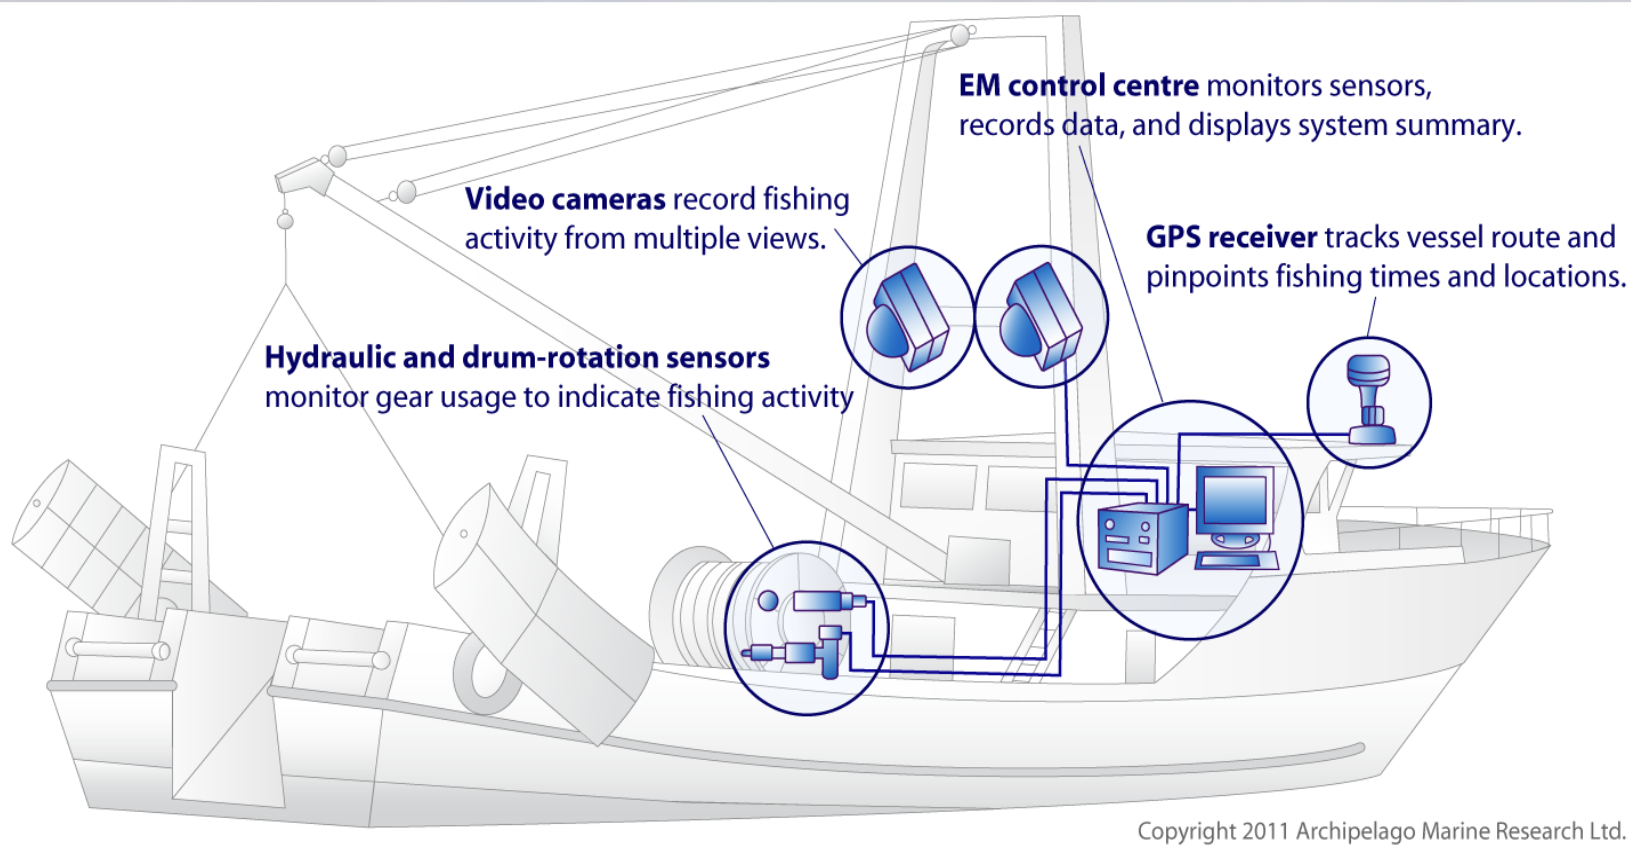 EM control centre monitors sensors,
records data, and displays system summary.
Video cameras record fishing
activity from multiple views.
GPS receiver tracks vessel route and
pinpoints fishing times and locations.
Hydraulic and drum-rotation sensors
monitor gear usage to indicate fishing activity
Copyright 2011 Archipelago Marine Research Ltd.